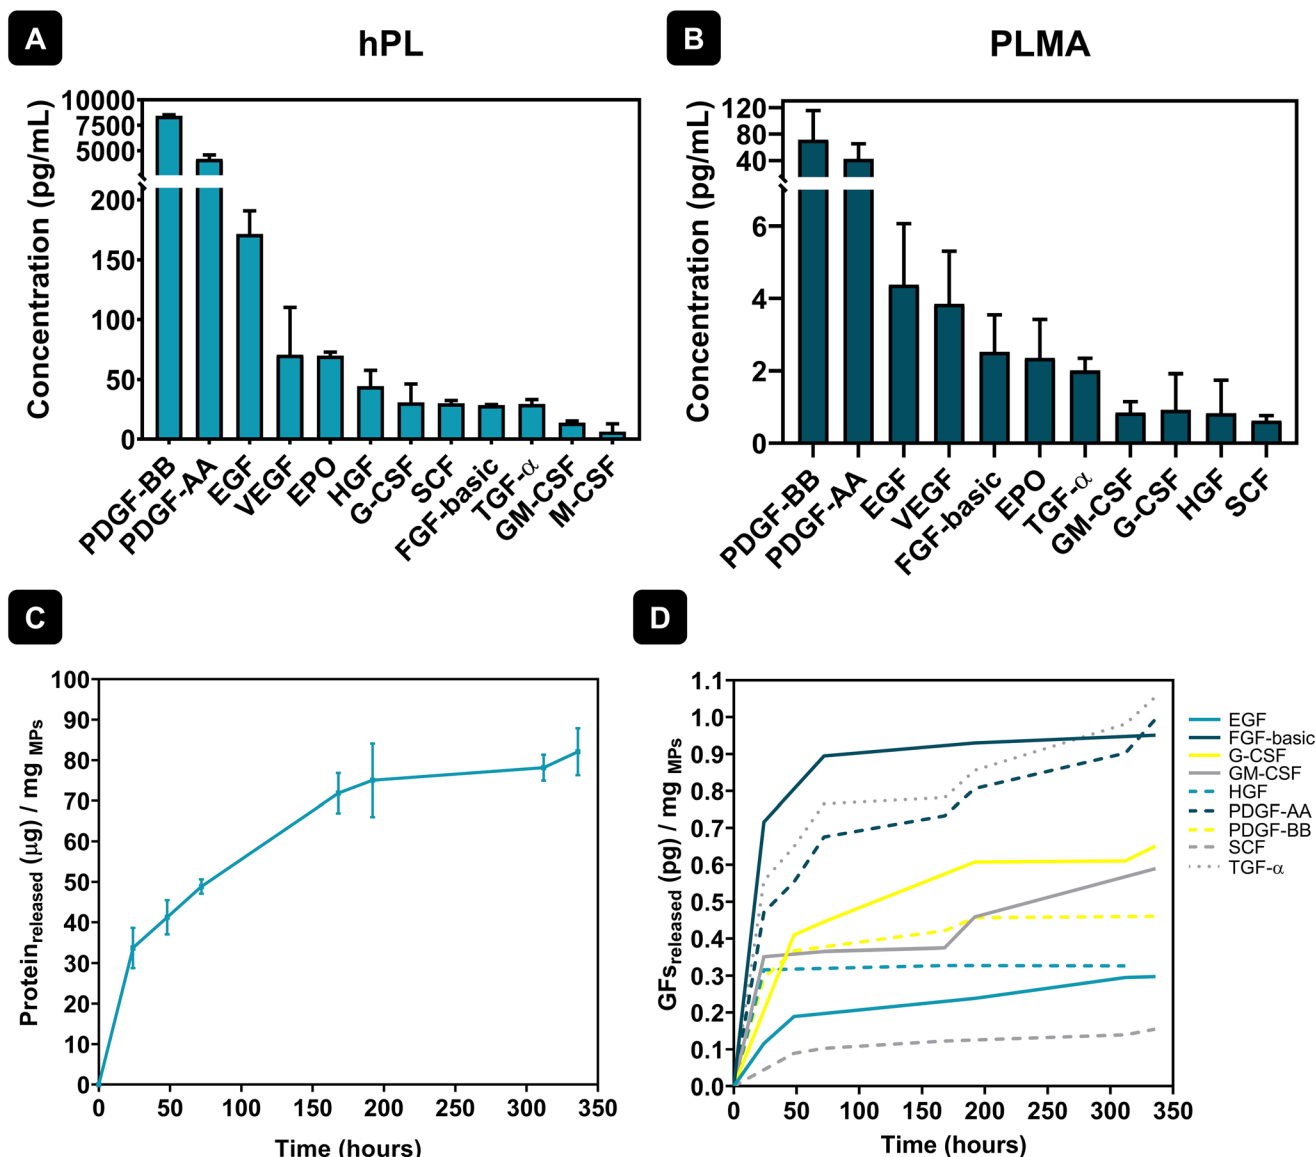 A
hPL
Concentration (pg/mL)
10000
7500
5000
200
150
100
50
0
PDGF-BB
PDGF-AA
EGF
VEGF
EPO
HGF
G-CSF
SCF
FGF-basic
TGF-α
GM-CSF
M-CSF
B
PLMA
Concentration (pg/mL)
120
80
40
6
4
2
0
PDGF-BB
PDGF-AA
EGF
VEGF
FGF-basic
EPO
TGF-α
GM-CSF
G-CSF
HGF
SCF
C
Protein released (μg) / mg MPs
100
90
80
70
60
50
40
30
20
10
0
0 50 100 150 200 250 300 350
Time (hours)
D
GFs released (pg) / mg MPs
1.1
1.0
0.9
0.8
0.7
0.6
0.5
0.4
0.3
0.2
0.1
0.0
0 50 100 150 200 250 300 350
Time (hours)
EGF
FGF-basic
G-CSF
GM-CSF
HGF
PDGF-AA
PDGF-BB
SCF
TGF-α